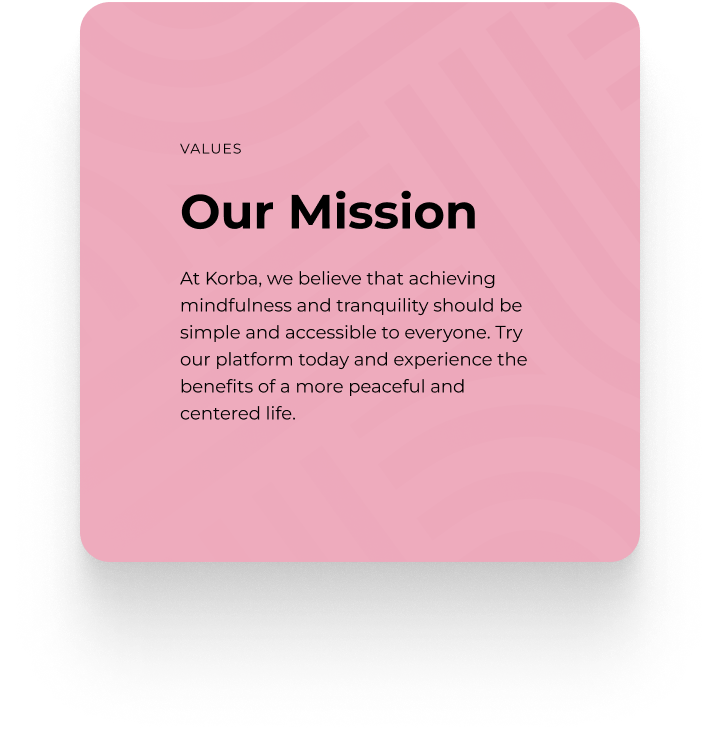 VALUES
Our Mission
At Korba, we believe that achieving
mindfulness and tranquility should be
simple and accessible to everyone. Try
our platform today and experience the
benefits of a more peaceful and
centered life.